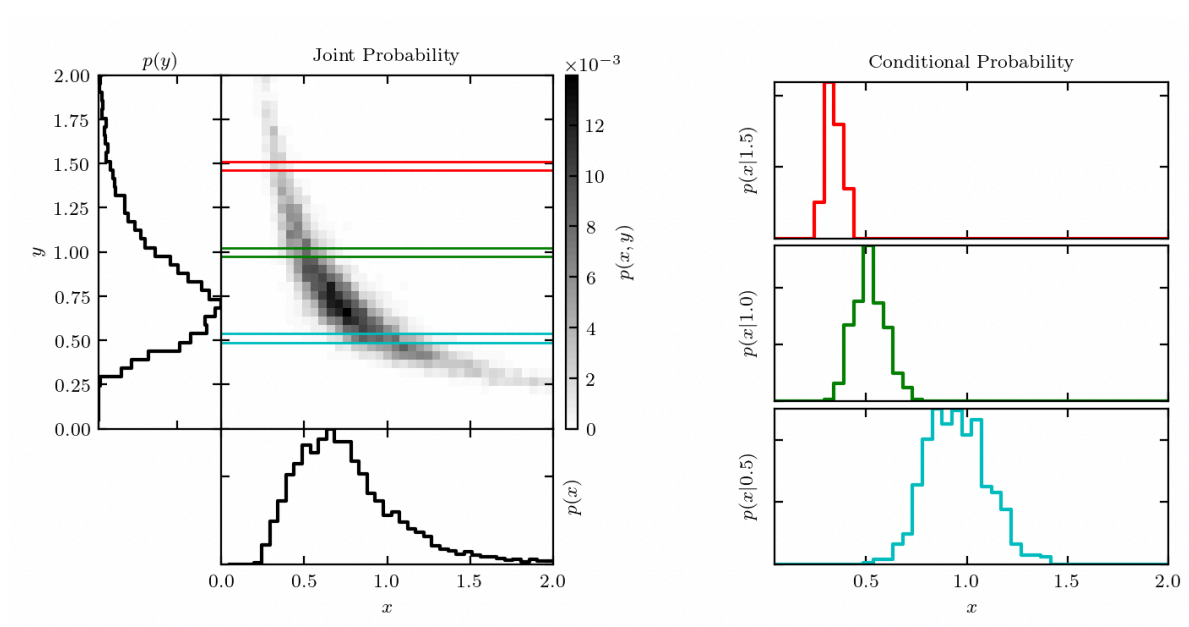 p(y)
Joint Probability
×10⁻³
2.00
1.75
1.50
1.25
1.00
0.75
0.50
0.25
0.00
y
12
10
8
6
4
2
0
p(x, y)
p(x)
0.0 0.5 1.0 1.5 2.0
x
Conditional Probability
p(x|1.5)
p(x|1.0)
p(x|0.5)
0.5 1.0 1.5 2.0
x